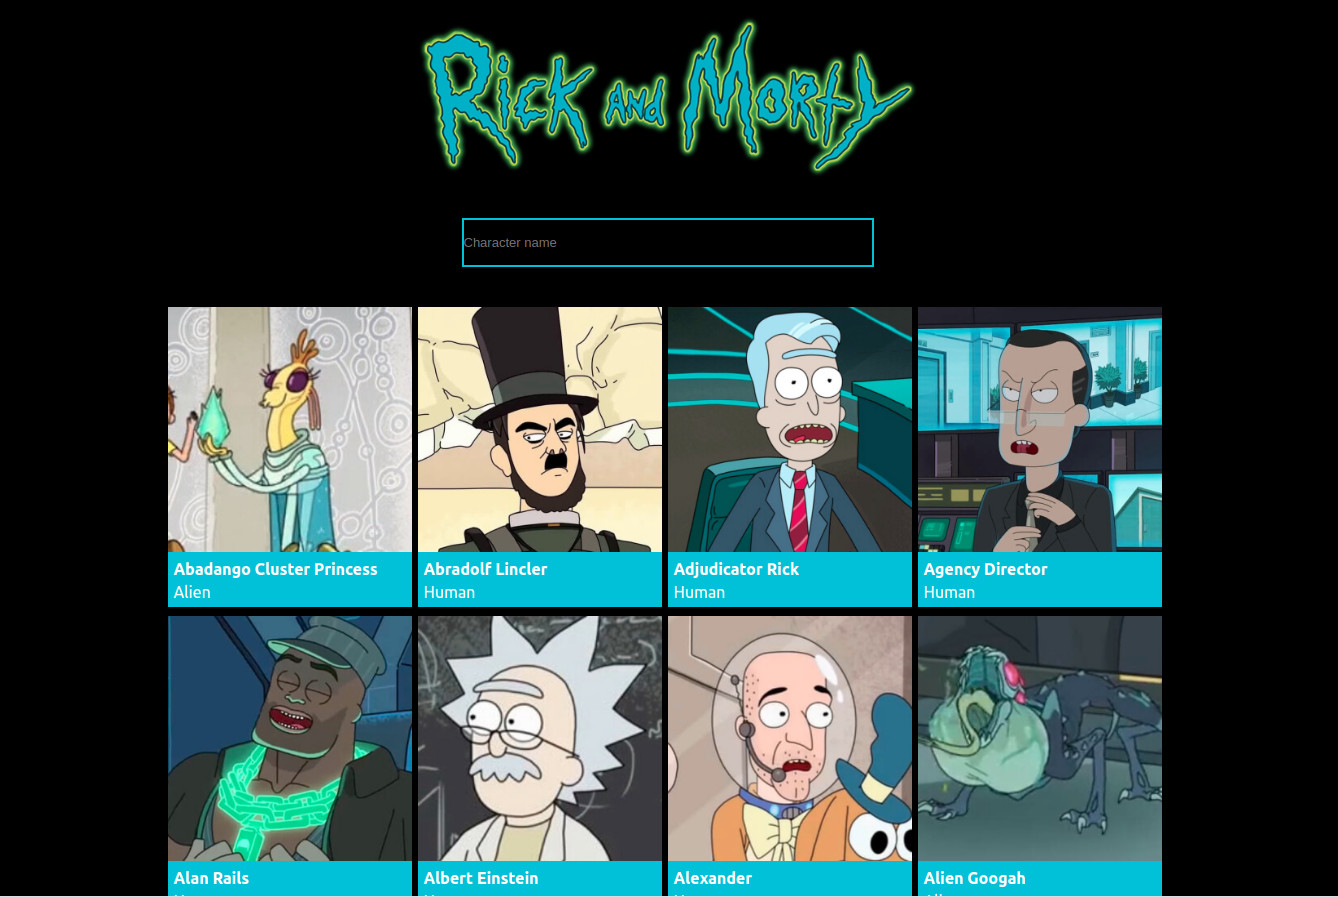 Rick and Morty
Character name
Abadango Cluster Princess
Alien
Abradolf Lincler
Human
Adjudicator Rick
Human
Agency Director
Human
Alan Rails
Albert Einstein
Alexander
Alien Googah